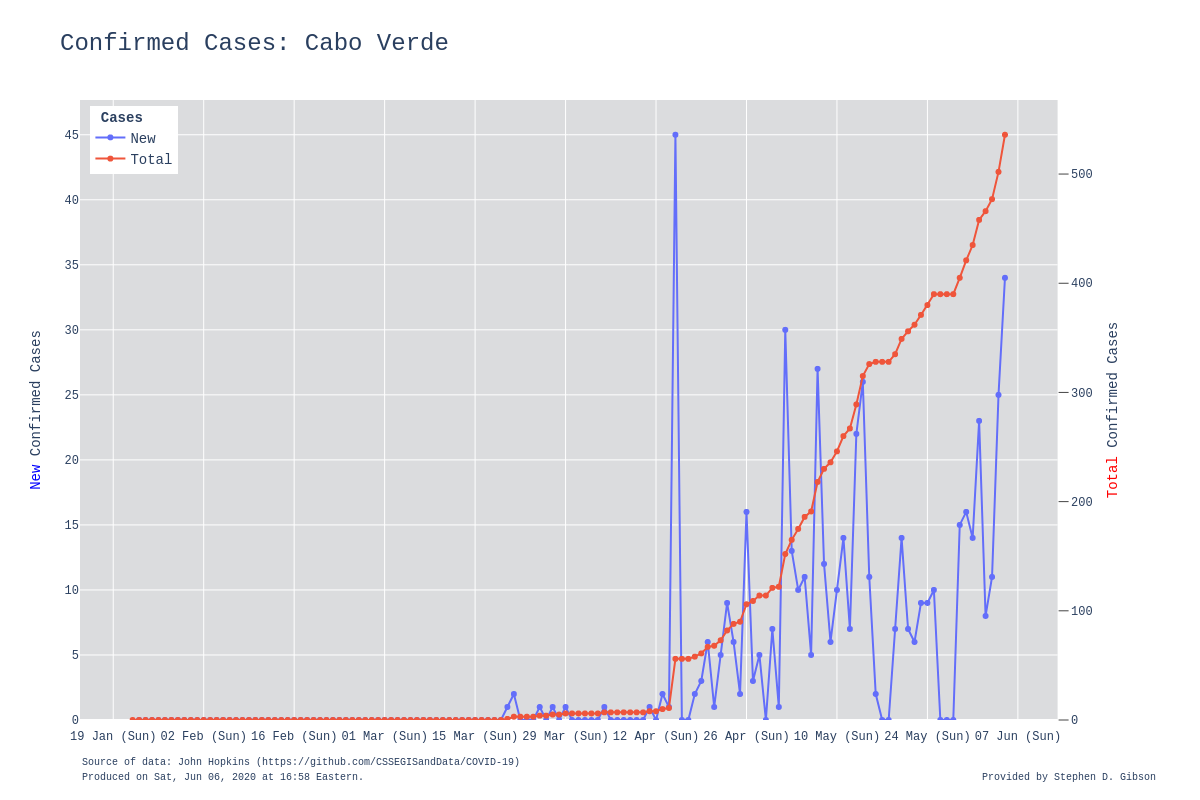 Confirmed Cases: Cabo Verde
Cases
New
Total
45
40
35
30
25
20
15
10
5
0
New Confirmed Cases
500
400
300
200
100
0
Total Confirmed Cases
19 Jan (Sun) 02 Feb (Sun) 16 Feb (Sun) 01 Mar (Sun) 15 Mar (Sun) 29 Mar (Sun) 12 Apr (Sun) 26 Apr (Sun) 10 May (Sun) 24 May (Sun) 07 Jun (Sun)
Source of data: John Hopkins (https://github.com/CSSEGISandData/COVID-19)
Produced on Sat, Jun 06, 2020 at 16:58 Eastern.
Provided by Stephen D. Gibson